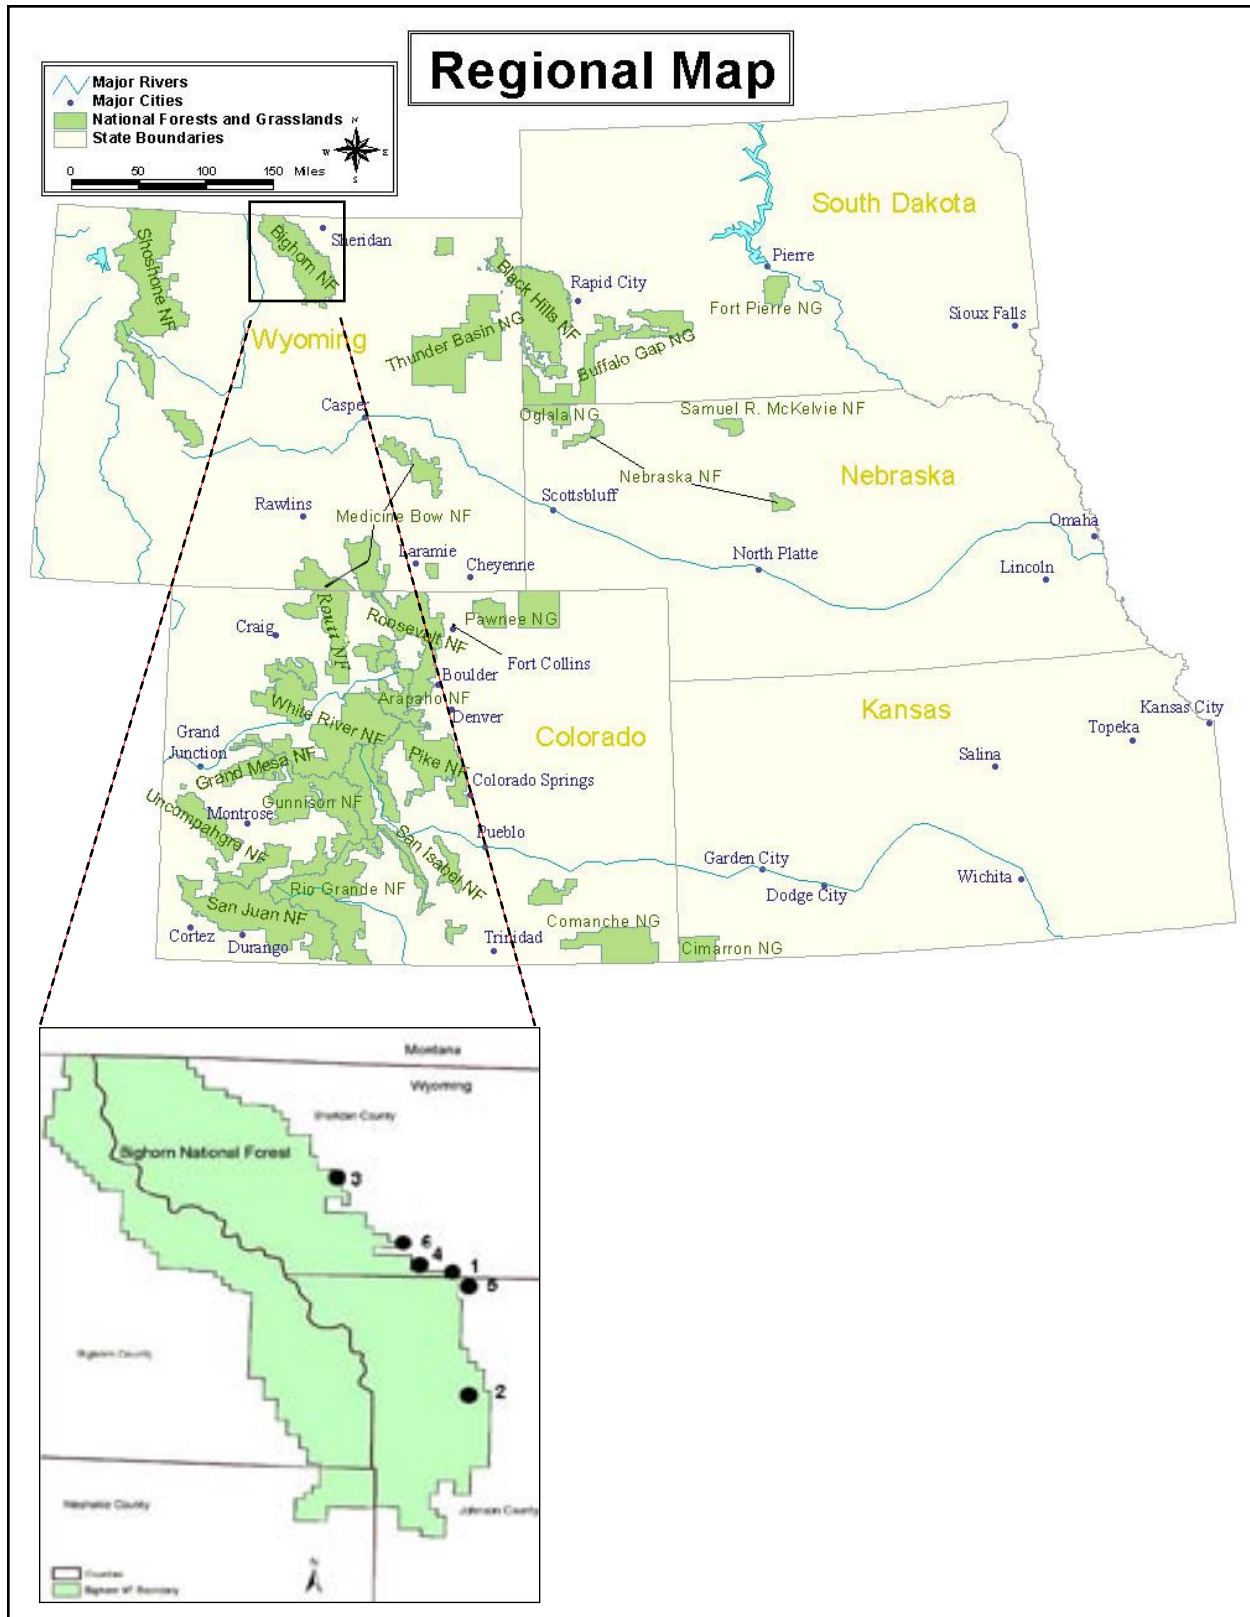 Regional Map
Major Rivers
Major Cities
National Forests and Grasslands
State Boundaries
N
W
E
S
0 50 100 150 Miles
South Dakota
Shoshone NF
Bighorn NF
Sheridan
Black Hills NF
Rapid City
Pierre
Fort Pierre NG
Sioux Falls
Wyoming
Thunder Basin NG
Buffalo Gap NG
Casper
Oglala NG
Samuel R. McKelvie NF
Nebraska NF
Nebraska
Rawlins
Medicine Bow NF
Scottsbluff
Omaha
Laramie
Cheyenne
North Platte
Lincoln
Routt NF
Roosevelt NF
Pawnee NG
Craig
Fort Collins
Boulder
Arapaho NF
White River NF
Denver
Colorado
Kansas
Kansas City
Topeka
Salina
Grand
Junction
Grand Mesa NF
Pike NF
Colorado Springs
Gunnison NF
Uncompahgre NF
Montrose
San Isabel NF
Pueblo
Garden City
Dodge City
Wichita
Rio Grande NF
San Juan NF
Cortez
Durango
Trinidad
Comanche NG
Cimarron NG
Montana
Wyoming
Sheridan County
Bighorn National Forest
3
6
4
1
5
Bighorn County
2
Washakie County
Johnson County
N
Counties
Bighorn NF Boundary